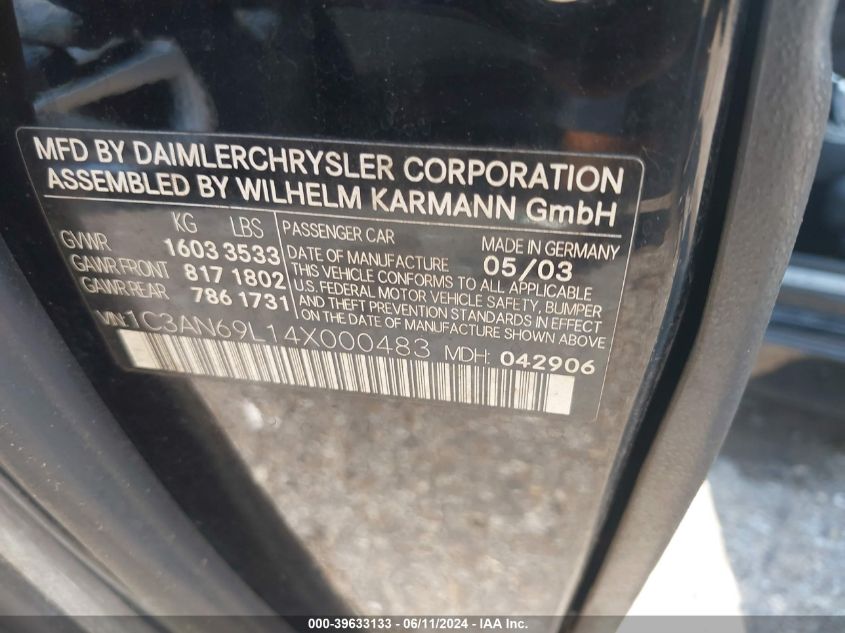 MFD BY DAIMLERCHRYSLER CORPORATION
ASSEMBLED BY WILHELM KARMANN GmbH
KG LBS
GVWR 1603 3533
GAWR FRONT 817 1802
GAWR REAR 786 1731
PASSENGER CAR MADE IN GERMANY
DATE OF MANUFACTURE 05/03
THIS VEHICLE CONFORMS TO ALL APPLICABLE
U.S. FEDERAL MOTOR VEHICLE SAFETY, BUMPER
AND THEFT PREVENTION STANDARDS IN EFFECT
ON THE DATE OF MANUFACTURE SHOWN ABOVE
VIN: 1C3AN69L14X000483 MDH: 042906
000-39633133 - 06/11/2024 - IAAI.com